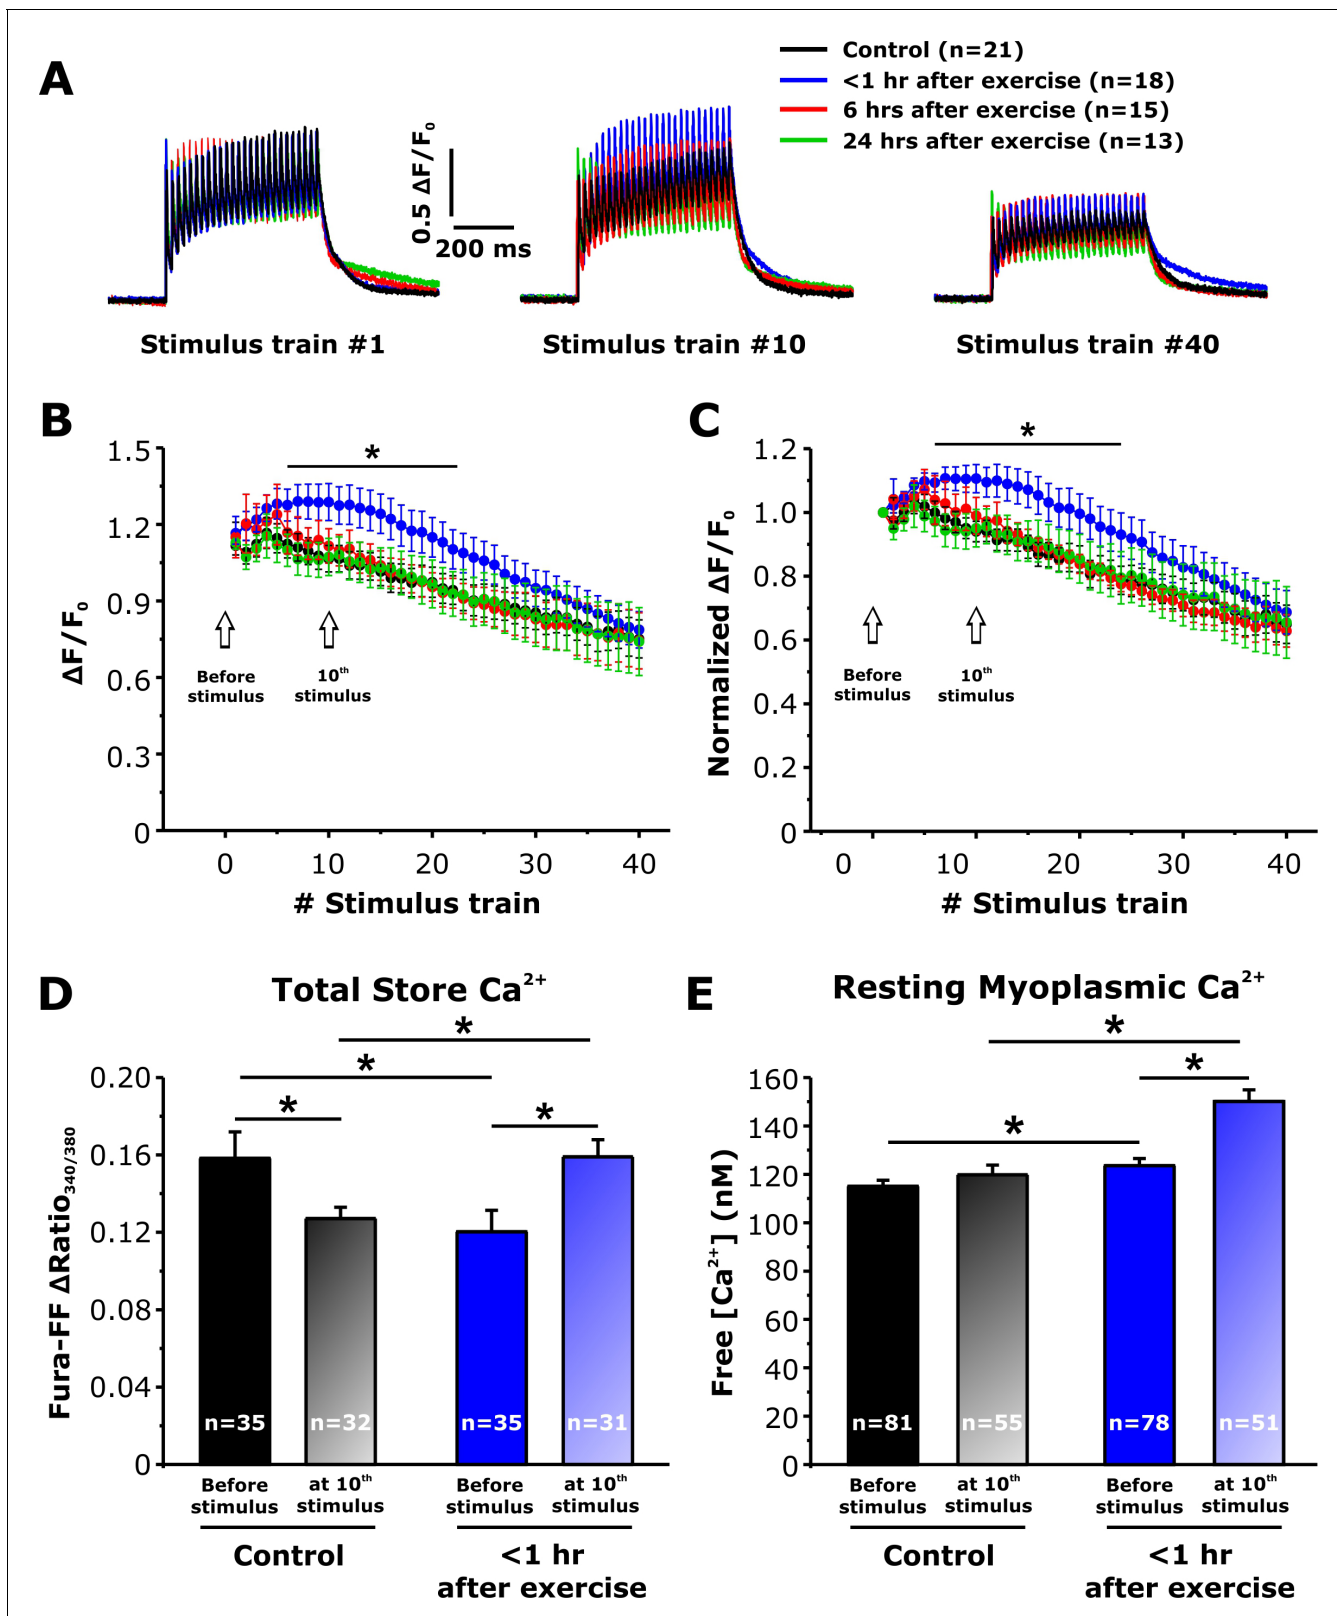 A
Control (n=21)
<1 hr after exercise (n=18)
6 hrs after exercise (n=15)
24 hrs after exercise (n=13)
0.5 ΔF/F₀
200 ms
Stimulus train #1
Stimulus train #10
Stimulus train #40
B
*
1.5
1.2
0.9
0.6
0.3
0
ΔF/F₀
Before
stimulus
10ᵗʰ
stimulus
0 10 20 30 40
# Stimulus train
C
*
1.2
1.0
0.8
0.6
0.4
0.2
0
Normalized ΔF/F₀
Before
stimulus
10ᵗʰ
stimulus
0 10 20 30 40
# Stimulus train
D
Total Store Ca²⁺
*
*
* *
0.20
0.16
0.12
0.08
0.04
0
Fura-FF ΔRatio₃₄₀/₃₈₀
n=35 n=32 n=35 n=31
Before
stimulus
at 10ᵗʰ
stimulus
Before
stimulus
at 10ᵗʰ
stimulus
Control
<1 hr
after exercise
E
Resting Myoplasmic Ca²⁺
*
*
*
160
140
120
100
80
60
40
20
0
Free [Ca²⁺] (nM)
n=81 n=55 n=78 n=51
Before
stimulus
at 10ᵗʰ
stimulus
Before
stimulus
at 10ᵗʰ
stimulus
Control
<1 hr
after exercise